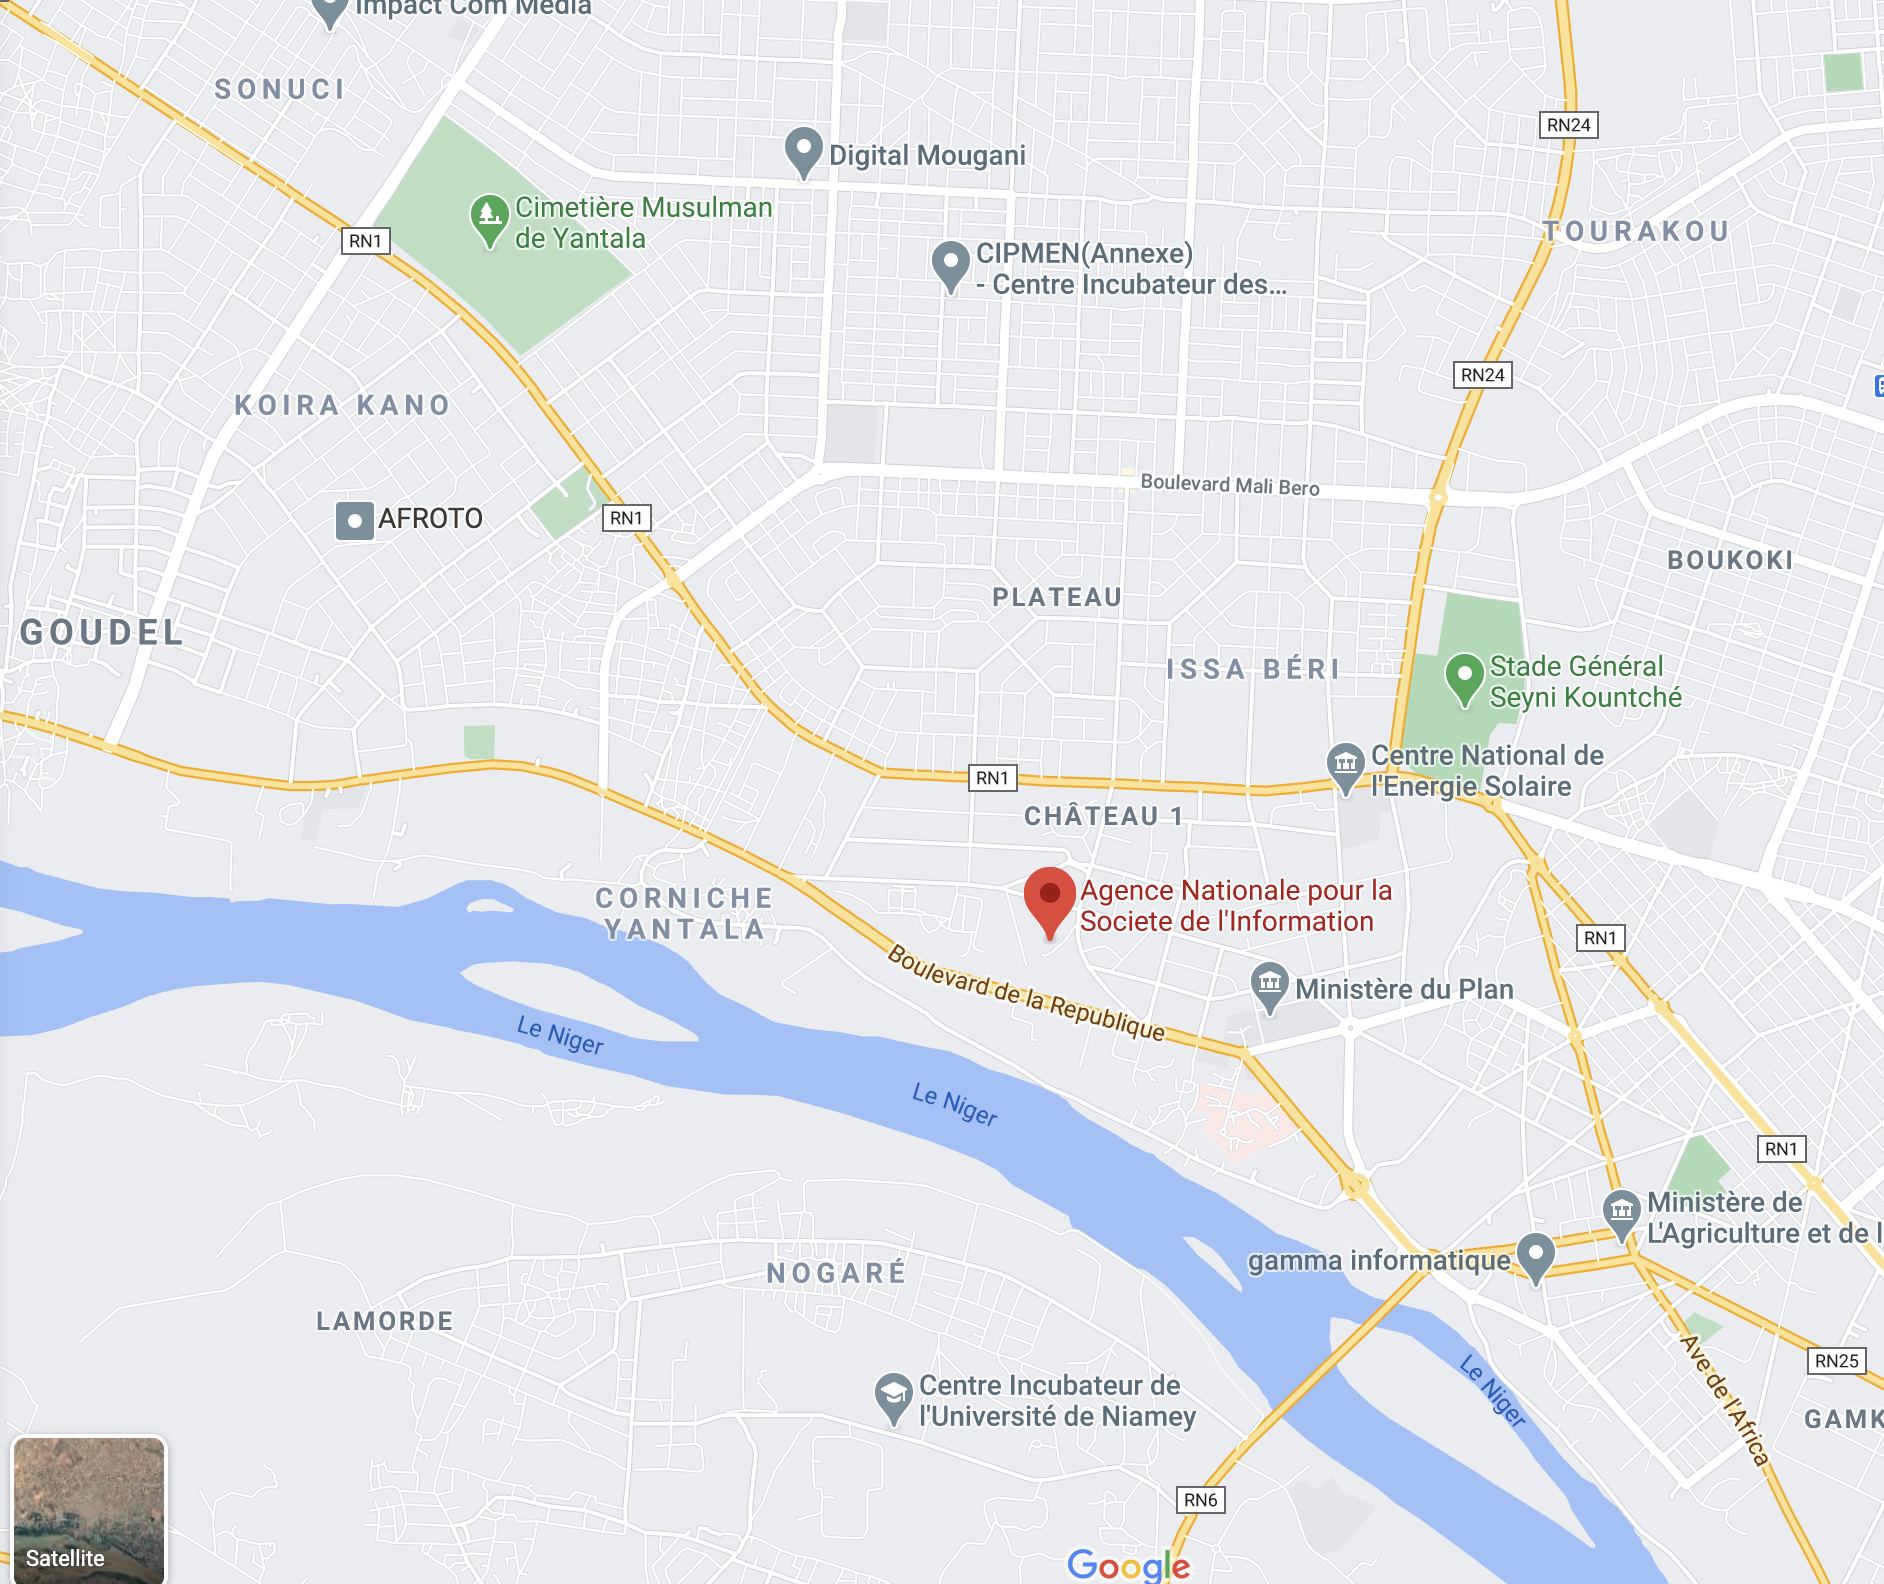 Impact Com Media
SONUCI
RN24
Digital Mougani
Cimetière Musulman
de Yantala
RN1
TOURAKOU
CIPMEN(Annexe)
- Centre Incubateur des...
RN24
KOIRA KANO
Boulevard Mali Bero
AFROTO
RN1
BOUKOKI
PLATEAU
GOUDEL
ISSA BÉRI
Stade Général
Seyni Kountché
Centre National de
l'Energie Solaire
RN1
CHÂTEAU 1
CORNICHE
YANTALA
Agence Nationale pour la
Societe de l'Information
RN1
Boulevard de la Republique
Ministère du Plan
Le Niger
Le Niger
RN1
Ministère de
L'Agriculture et de l
gamma informatique
NOGARÉ
LAMORDE
Le Niger
Ave de l'Africa
RN25
Centre Incubateur de
l'Université de Niamey
GAMK
RN6
Satellite
Google